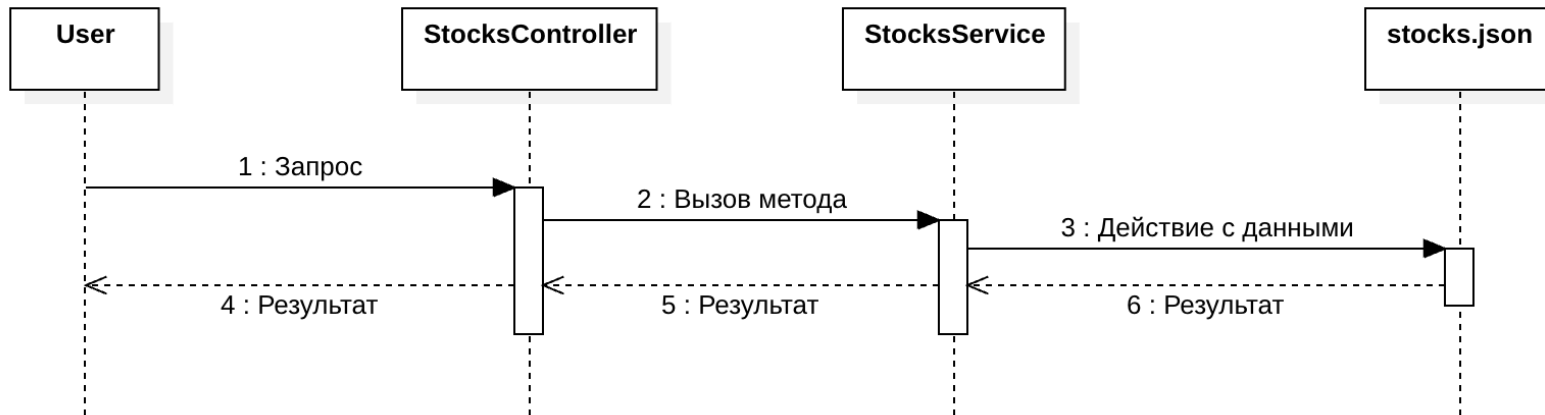 User
StocksController
StocksService
stocks.json
1 : Запрос
2 : Вызов метода
3 : Действие с данными
4 : Результат
5 : Результат
6 : Результат